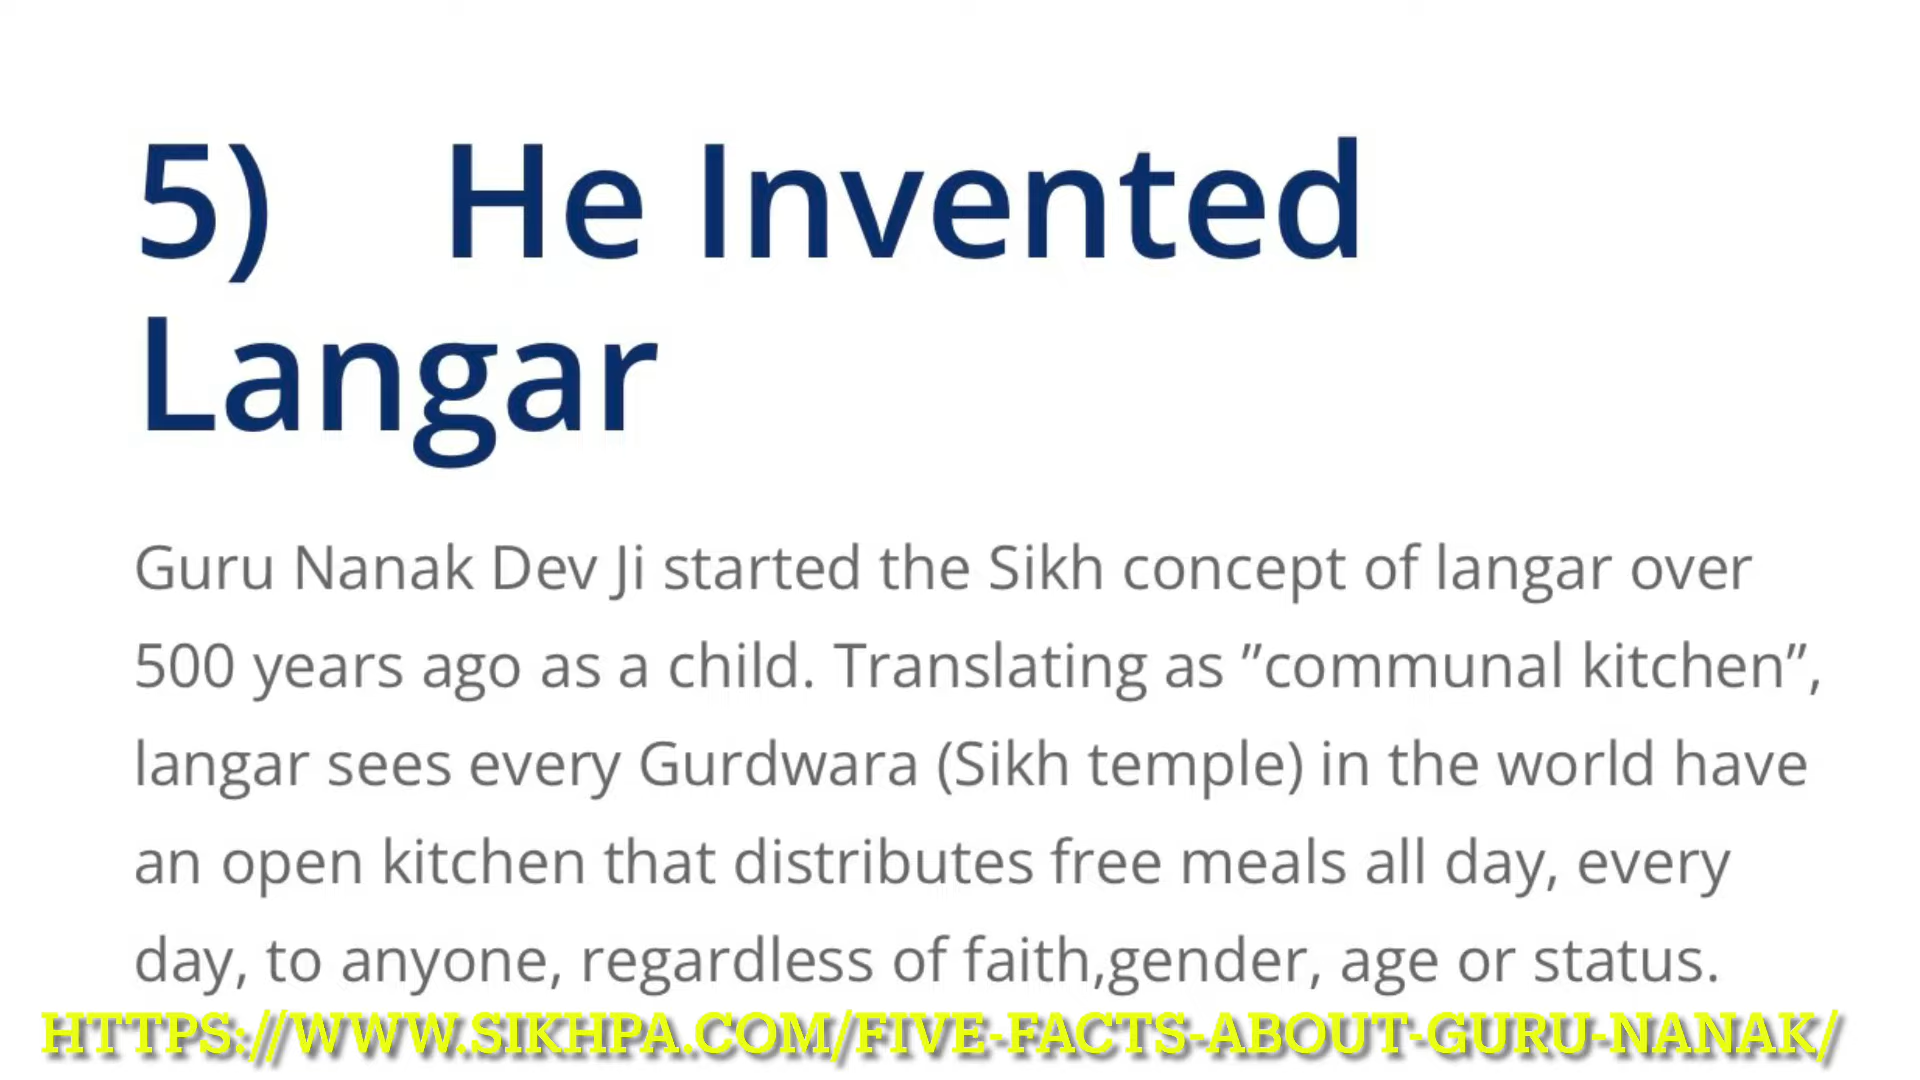 5) He Invented
Langar
Guru Nanak Dev Ji started the Sikh concept of langar over
500 years ago as a child. Translating as ”communal kitchen”,
langar sees every Gurdwara (Sikh temple) in the world have
an open kitchen that distributes free meals all day, every
day, to anyone, regardless of faith,gender, age or status.
HTTPS://WWW.SIKHPA.COM/FIVE-FACTS-ABOUT-GURU-NANAK/